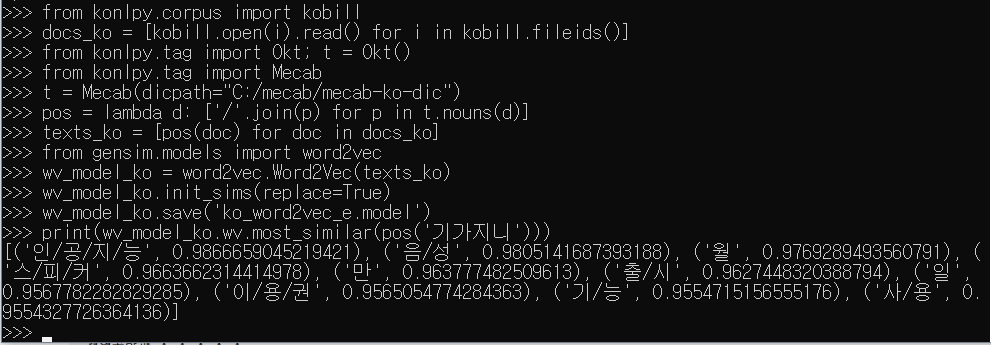 >>> from konlpy.corpus import kobill
>>> docs_ko = [kobill.open(i).read() for i in kobill.fileids()]
>>> from konlpy.tag import Okt; t = Okt()
>>> from konlpy.tag import Mecab
>>> t = Mecab(dicpath="C:/mecab/mecab-ko-dic")
>>> pos = lambda d: ['/'.join(p) for p in t.nouns(d)]
>>> texts_ko = [pos(doc) for doc in docs_ko]
>>> from gensim.models import word2vec
>>> wv_model_ko = word2vec.Word2Vec(texts_ko)
>>> wv_model_ko.init_sims(replace=True)
>>> wv_model_ko.save('ko_word2vec_e.model')
>>> print(wv_model_ko.wv.most_similar(pos('기가지니')))
[('인/공/지/능', 0.9866659045219421), ('음/성', 0.9805141687393188), ('월', 0.9769289493560791), (
'스/피/커', 0.9663662314414978), ('만', 0.963777482509613), ('출/시', 0.9627448320388794), ('일',
0.9567782282829285), ('이/용/권', 0.9565054774284363), ('기/능', 0.9554715156555176), ('사/용', 0.
9554327726364136)]
>>>